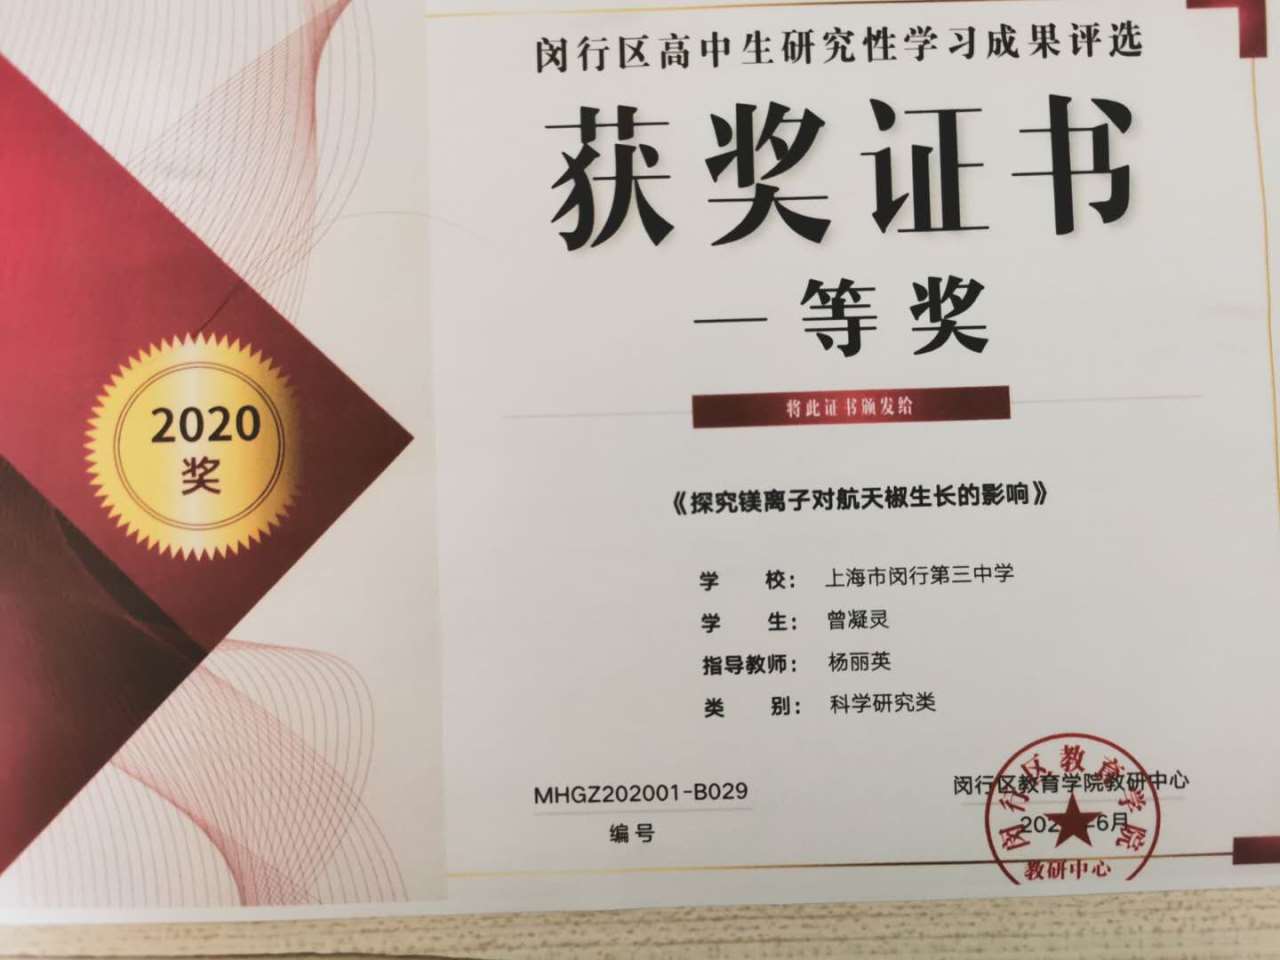 闵行区高中生研究性学习成果评选
获奖证书
一等奖
将此证书颁发给
2020
奖
《探究镁离子对航天椒生长的影响》
学 校： 上海市闵行第三中学
学 生： 曾凝灵
指导教师： 杨丽英
类 别： 科学研究类
MHGZ202001-B029
编号
闵行区教育学院教研中心
6月
闵行区教育学院
教研中心